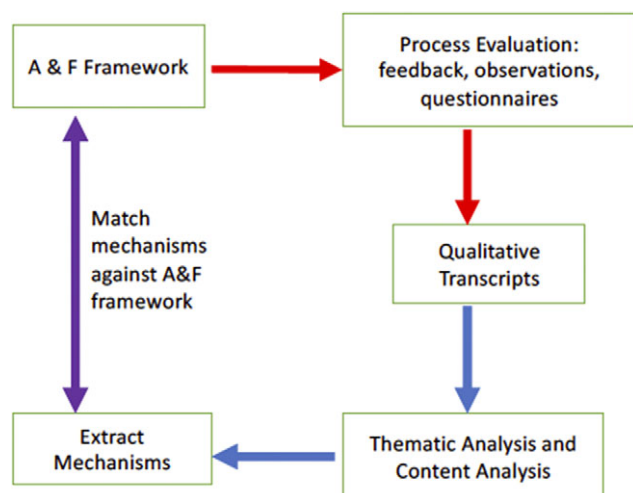 A & F Framework
Process Evaluation:
feedback, observations,
questionnaires
Match
mechanisms
against A&F
framework
Qualitative
Transcripts
Extract
Mechanisms
Thematic Analysis and
Content Analysis